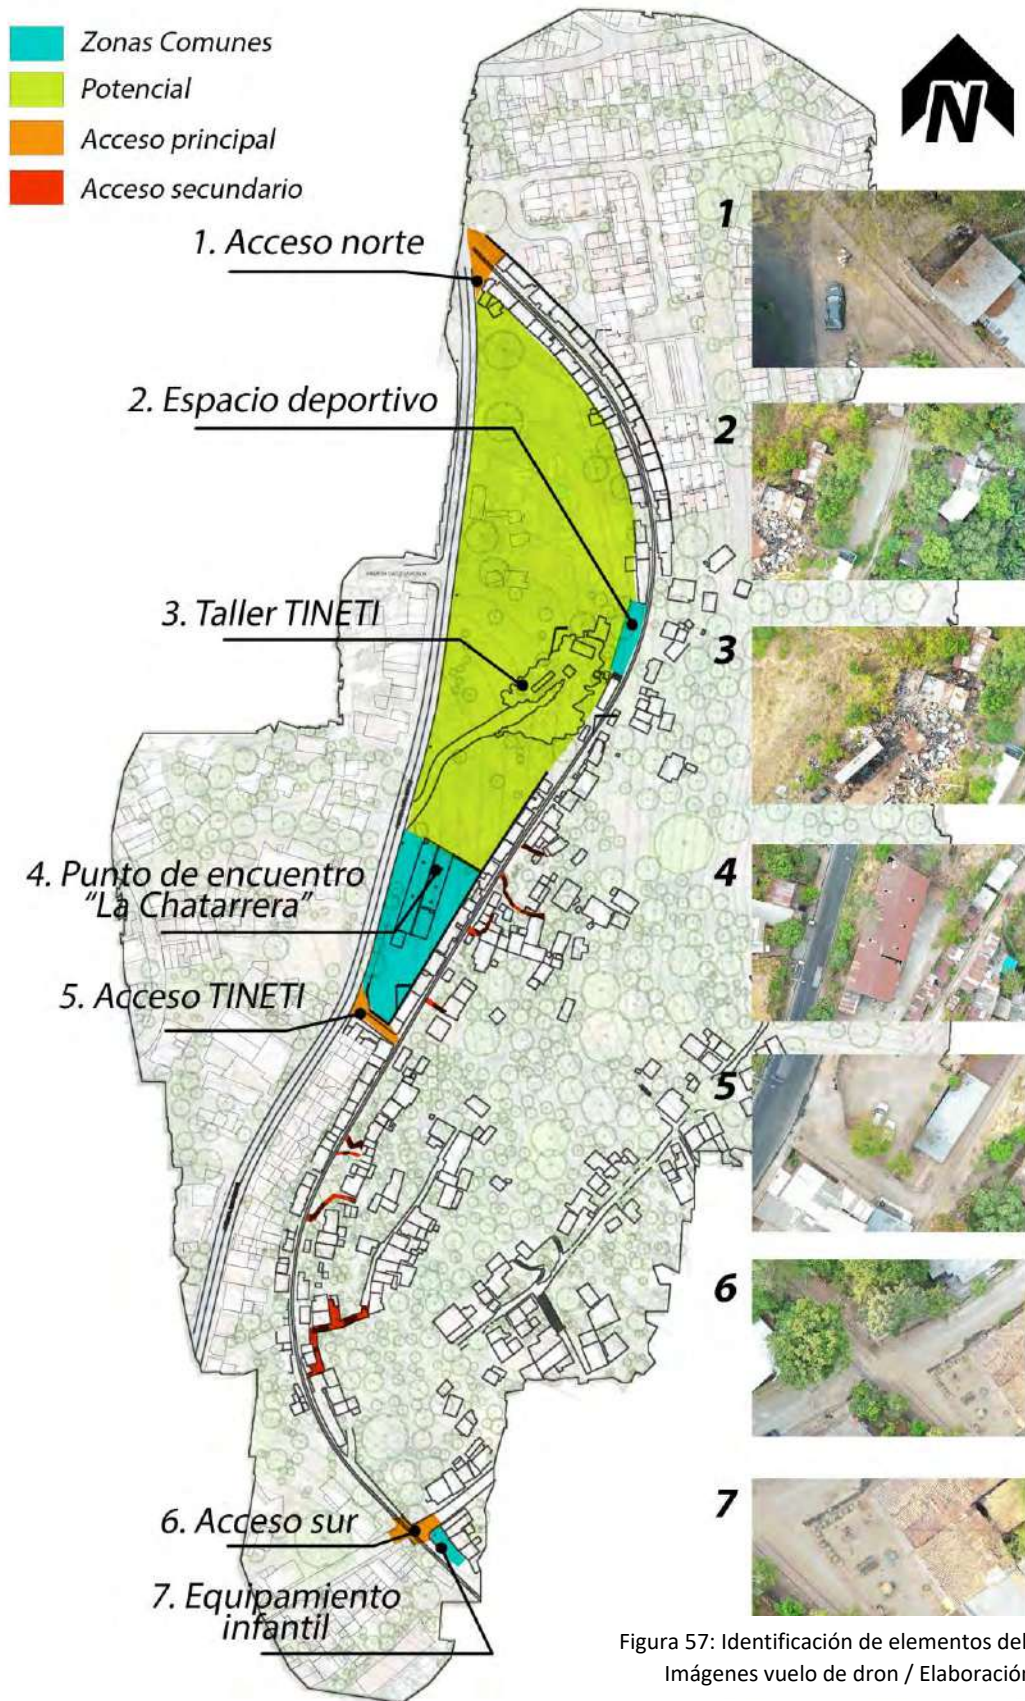 Zonas Comunes
Potencial
Acceso principal
Acceso secundario
N
1. Acceso norte
2. Espacio deportivo
3. Taller TINETI
4. Punto de encuentro
“La Chatarrera”
5. Acceso TINETI
6. Acceso sur
7. Equipamiento
infantil
1
2
3
4
5
6
7
Figura 57: Identificación de elementos del
Imágenes vuelo de dron / Elaboración